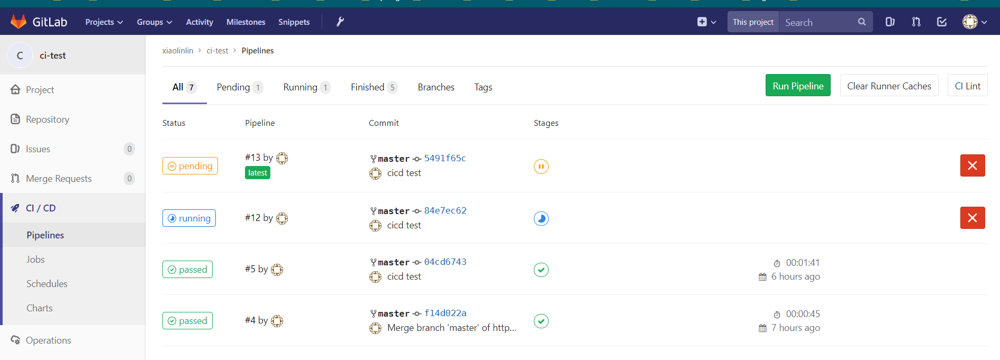 GitLab Projects Groups Activity Milestones Snippets This project Search
C ci-test
Project
Repository
Issues 0
Merge Requests 0
CI / CD
Pipelines
Jobs
Schedules
Charts
Operations
xiaolinlin > ci-test > Pipelines
All 7 Pending 1 Running 1 Finished 5 Branches Tags Run Pipeline Clear Runner Caches CI Lint
Status Pipeline Commit Stages
pending #13 by latest master 5491f65c
cicd test
running #12 by master 84e7ec62
cicd test
passed #5 by master 04cd6743 00:01:41
cicd test 6 hours ago
passed #4 by master f14d022a 00:00:45
Merge branch 'master' of http... 7 hours ago